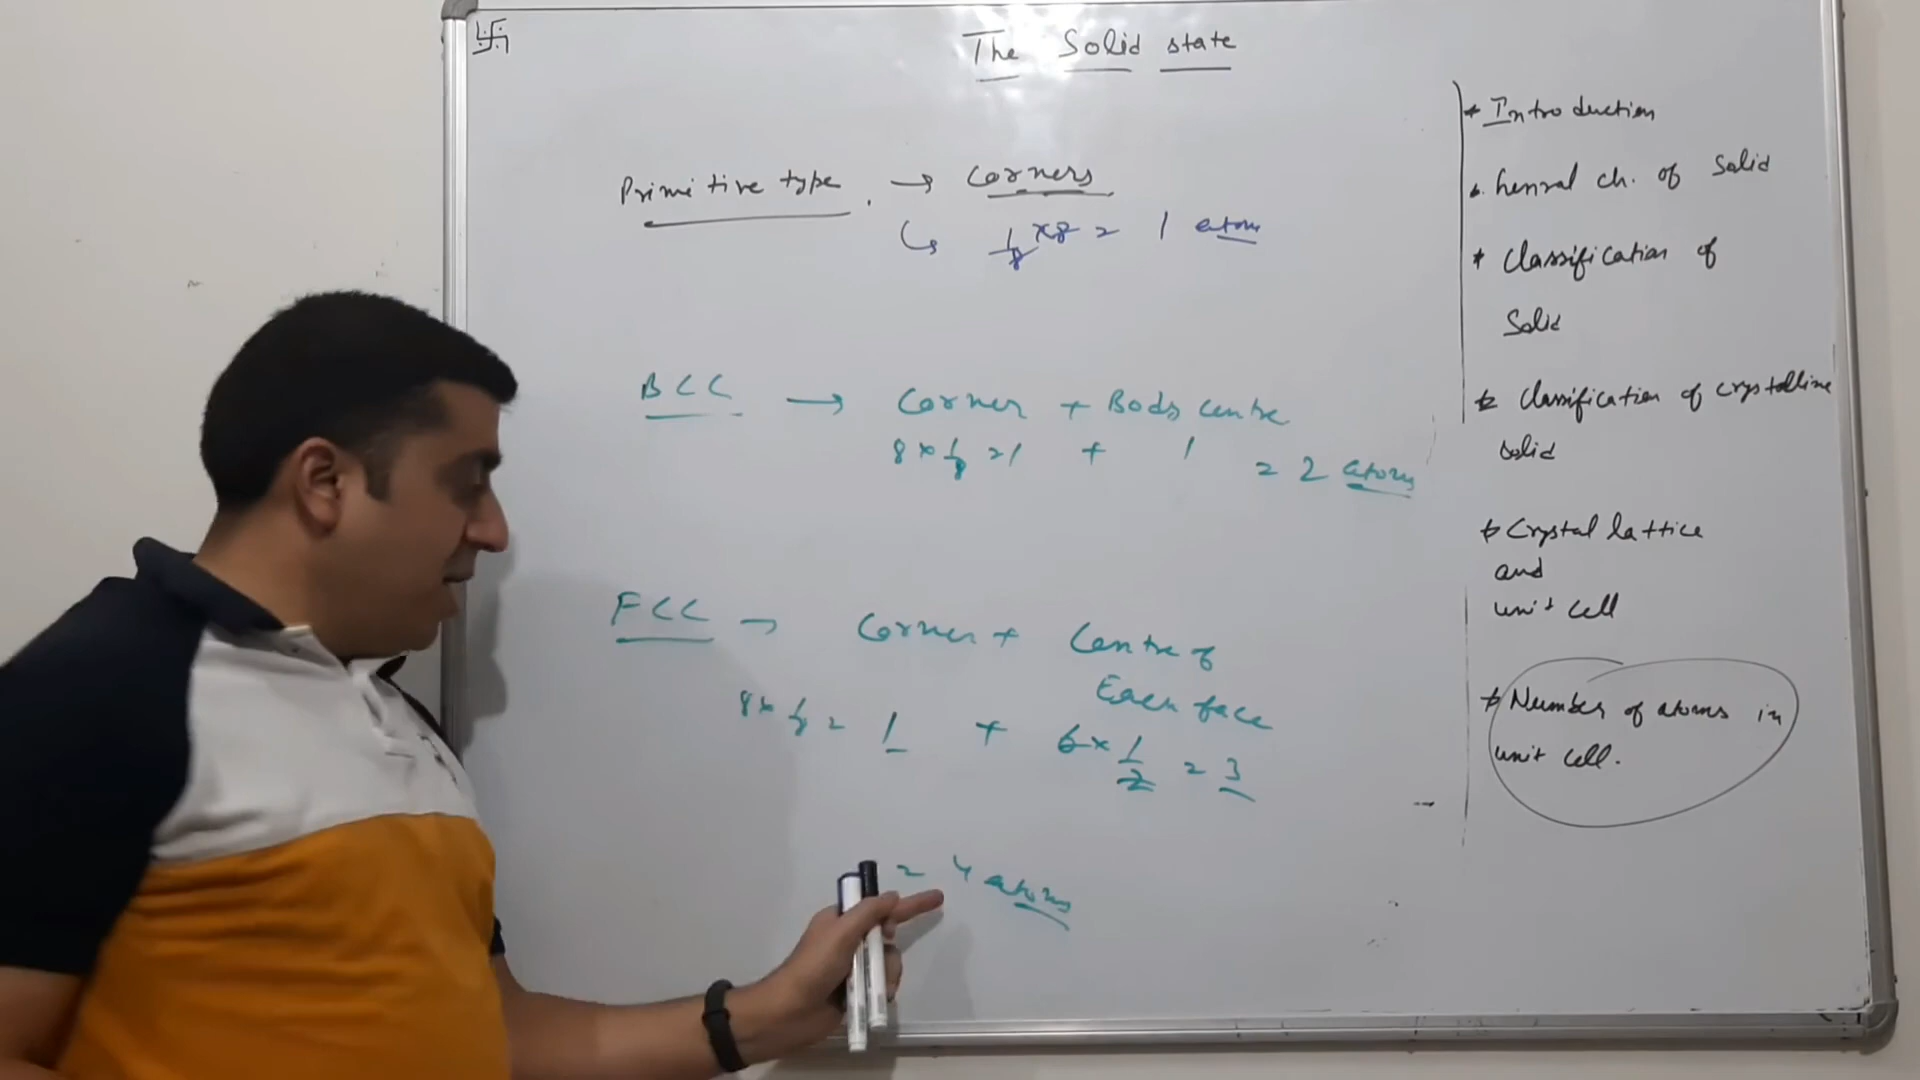 The Solid state
Primitive type. → Corners
↳ 1/8 × 8 = 1 atom
BCC → Corner + Body centre
8 × 1/8 = 1 + 1 = 2 atoms
FCC → Corner + Centre of
Each face
8 × 1/8 = 1 + 6 × 1/2 = 3
= 4 atoms
* Introduction
* Genral ch. of Solid
* Classification of
Solid
* Classification of crystalline
solid
* Crystal lattice
and
unit cell
* Number of atoms in
unit cell.